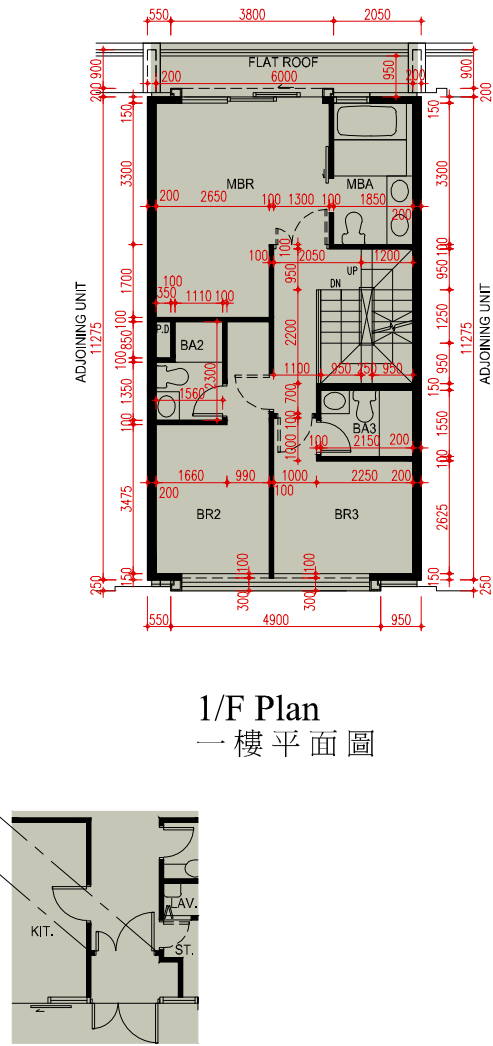 550 3800 2050
FLAT ROOF
900 950 900
200 6000 200
200 150 150 200
3300 3300
MBR MBA
200 2650 100 1300 100 1850 200
100 100
100 2050 1200
950 UP 950
1700 DN
350 100 1110 100
ADJOINING UNIT 11275 11275 ADJOINING UNIT
100 P.D BA2 2200 1250
850
100 2300 1100 950 250 950 950
1350 1560 700 150
100 100 BA3 1550
1000 100 2150 200
100
1660 990 1000 2250 200
200 100
3475 BR2 BR3 2625
100 100
150 150
250 300 300 250
550 4900 950
1/F Plan
一樓平面圖
KIT. LAV.
ST.